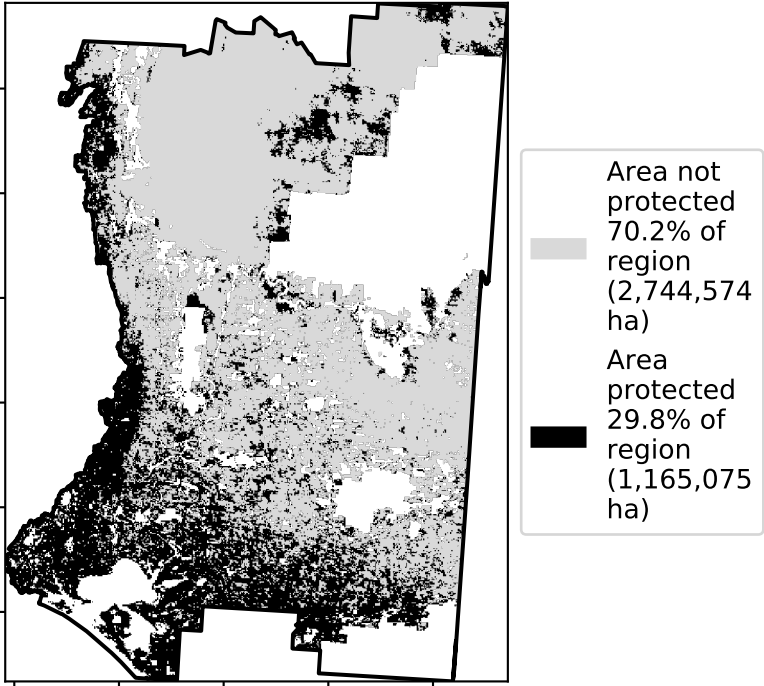 Area not
protected
70.2% of
region
(2,744,574
ha)
Area
protected
29.8% of
region
(1,165,075
ha)